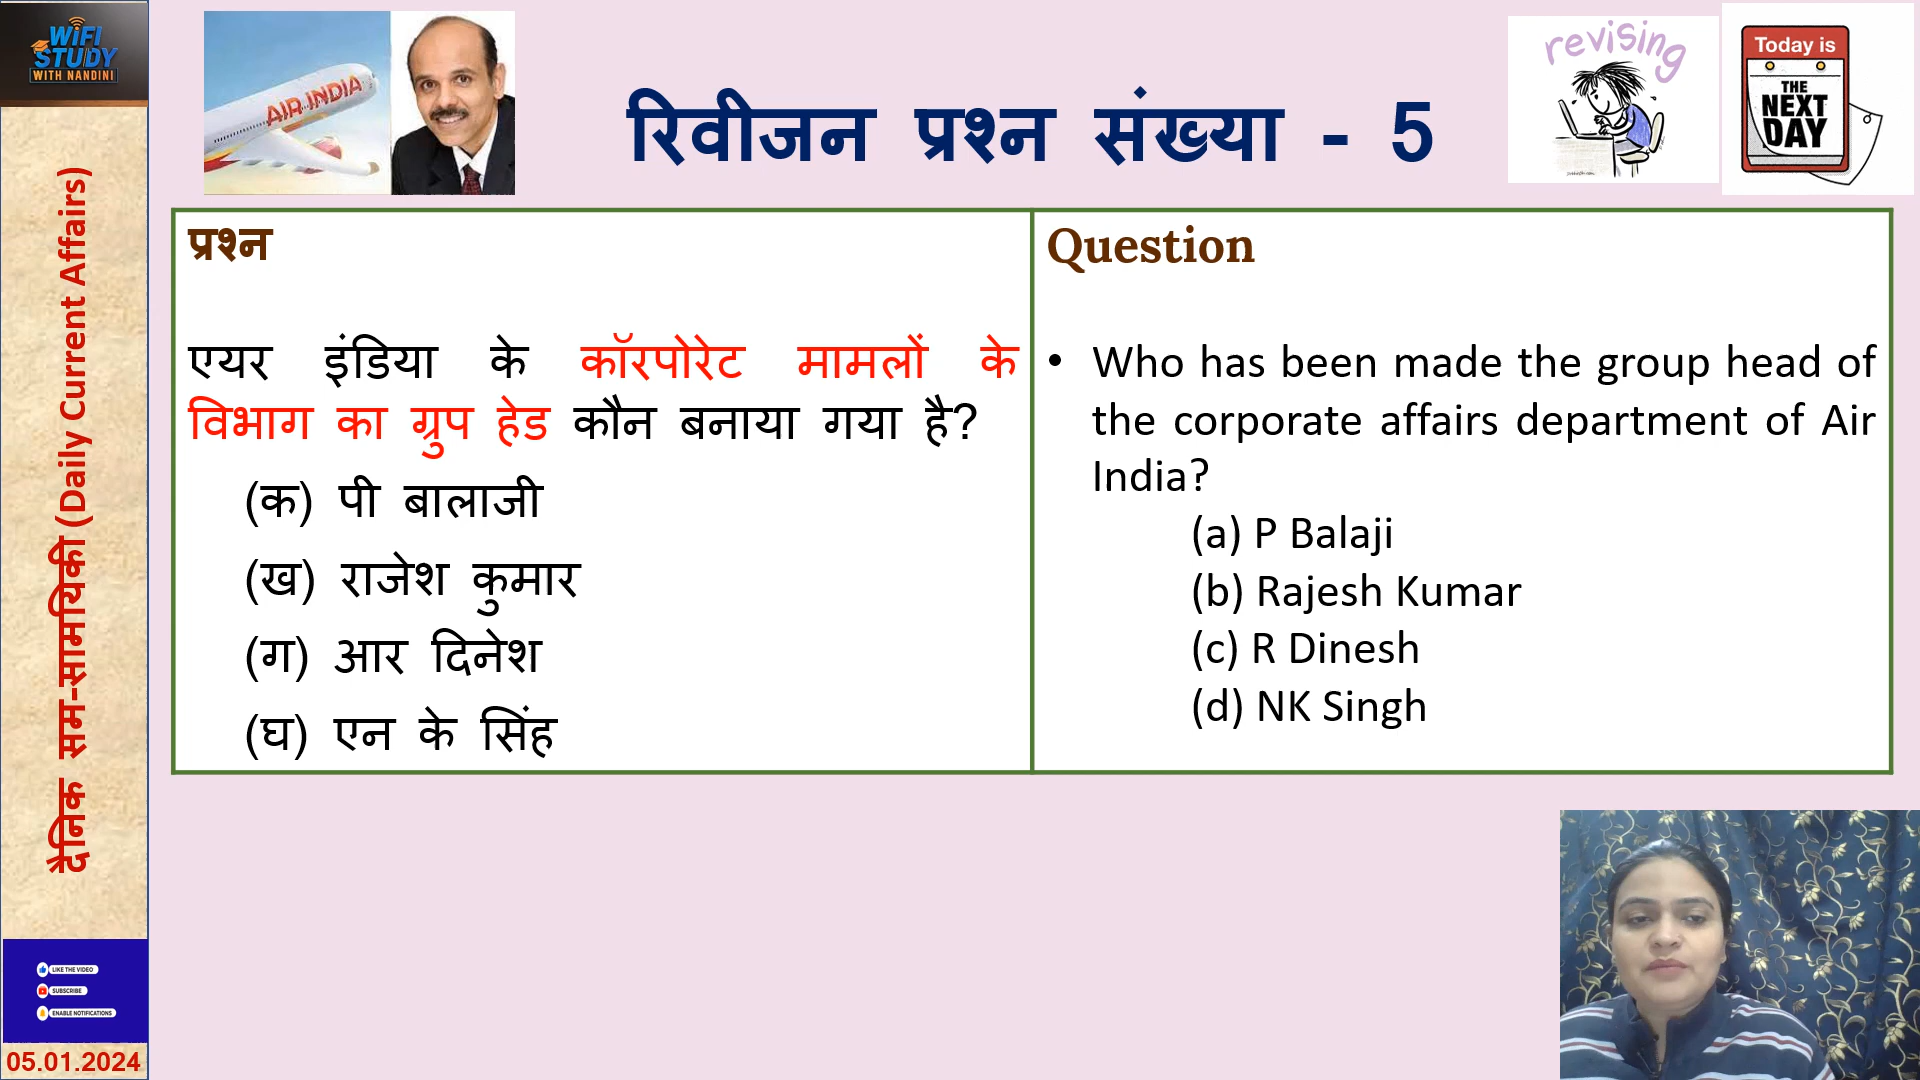 WiFi
STUDY
WITH NANDINI
AIR INDIA
रिवीजन प्रश्न संख्या - 5
revising
Today is
THE
NEXT
DAY
दैनिक सम-सामयिकी (Daily Current Affairs)
प्रश्न
एयर इंडिया के कॉरपोरेट मामलों के
विभाग का ग्रुप हेड कौन बनाया गया है?
(क) पी बालाजी
(ख) राजेश कुमार
(ग) आर दिनेश
(घ) एन के सिंह
Question
• Who has been made the group head of
the corporate affairs department of Air
India?
(a) P Balaji
(b) Rajesh Kumar
(c) R Dinesh
(d) NK Singh
LIKE THE VIDEO
SUBSCRIBE
ENABLE NOTIFICATIONS
05.01.2024